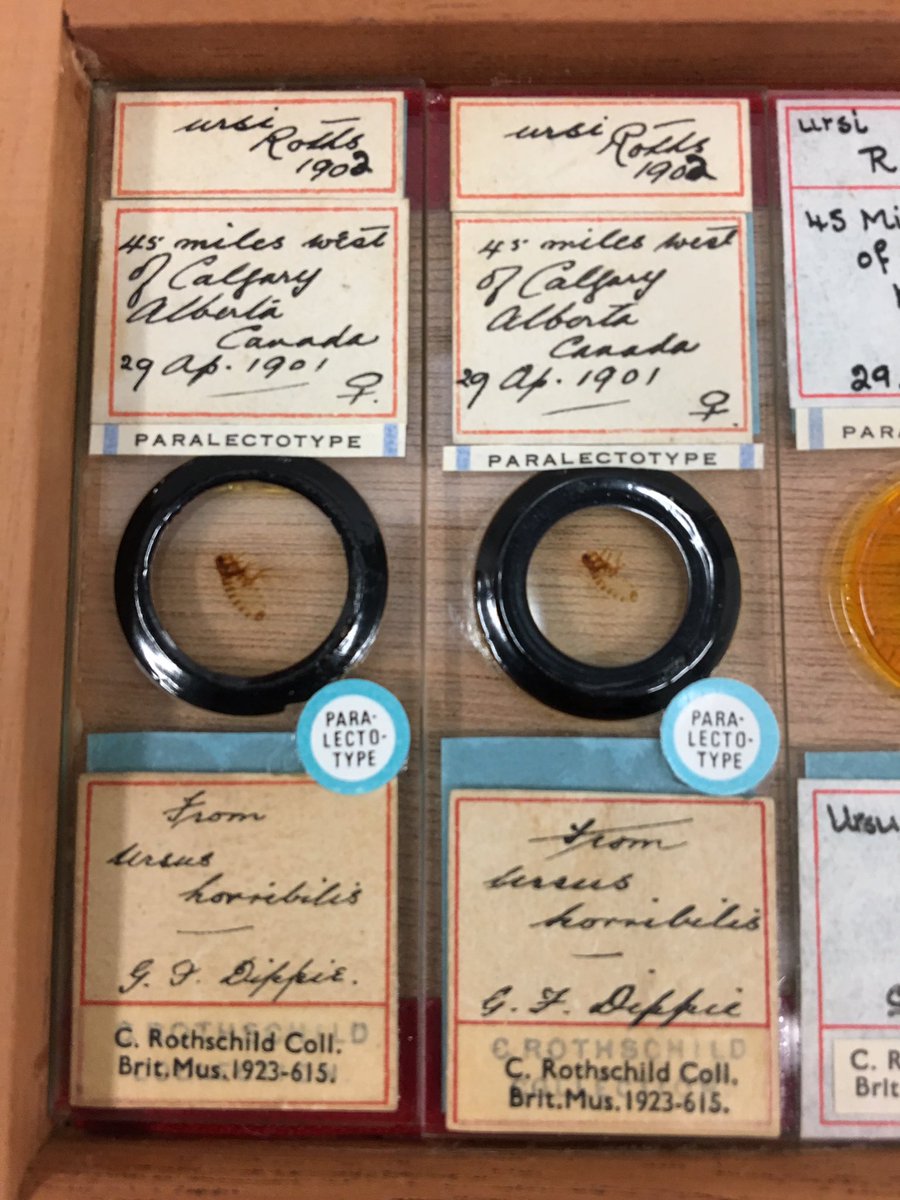 ursi
Roths
1902
45 miles west
of Calgary
Alberta
Canada
29 Ap. 1901
♀.
PARALECTOTYPE
PARA-
LECTO-
TYPE
From
Ursus
horribilis
G. F. Dippie.
C. ROTHSCHILD
C. Rothschild Coll.
Brit.Mus.1923-615.
ursi
Roths
1902
45 miles west
of Calgary
Alberta
Canada
29 Ap. 1901
♀.
PARALECTOTYPE
PARA-
LECTO-
TYPE
From
Ursus
horribilis
G. F. Dippie
C. ROTHSCHILD
C. Rothschild Coll.
Brit.Mus.1923-615.
ursi
R
45 Mi
of
29.
PARA
Ursu
C. R
Brit